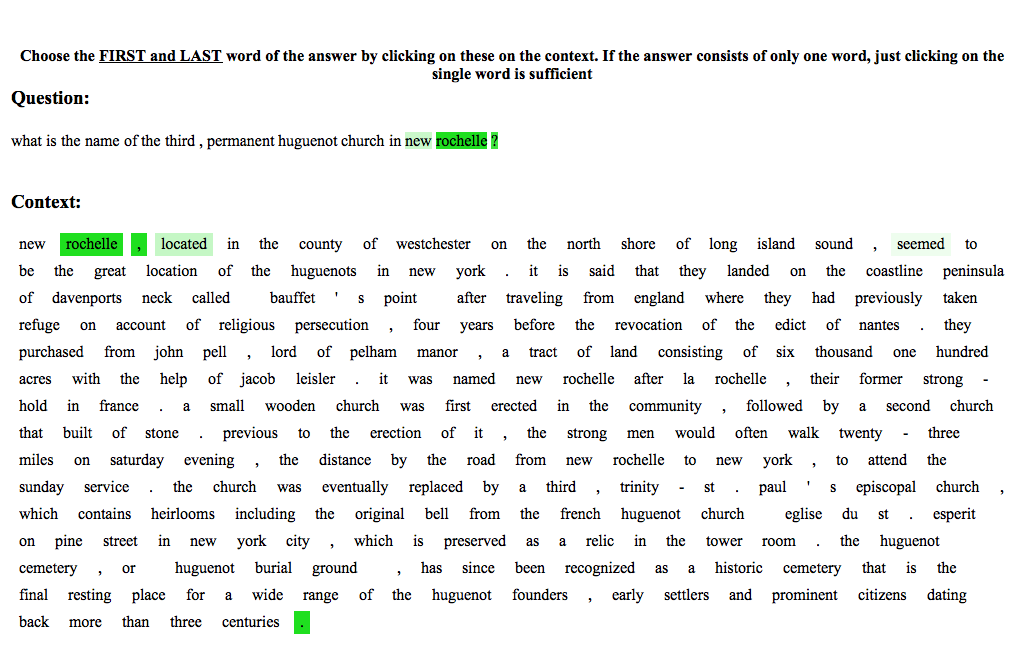 Choose the FIRST and LAST word of the answer by clicking on these on the context. If the answer consists of only one word, just clicking on the
single word is sufficient
Question:
what is the name of the third , permanent huguenot church in new rochelle ?
Context:
new rochelle , located in the county of westchester on the north shore of long island sound , seemed to
be the great location of the huguenots in new york . it is said that they landed on the coastline peninsula
of davenports neck called bauffet ' s point after traveling from england where they had previously taken
refuge on account of religious persecution , four years before the revocation of the edict of nantes . they
purchased from john pell , lord of pelham manor , a tract of land consisting of six thousand one hundred
acres with the help of jacob leisler . it was named new rochelle after la rochelle , their former strong -
hold in france . a small wooden church was first erected in the community , followed by a second church
that built of stone . previous to the erection of it , the strong men would often walk twenty - three
miles on saturday evening , the distance by the road from new rochelle to new york , to attend the
sunday service . the church was eventually replaced by a third , trinity - st . paul ' s episcopal church ,
which contains heirlooms including the original bell from the french huguenot church eglise du st . esperit
on pine street in new york city , which is preserved as a relic in the tower room . the huguenot
cemetery , or huguenot burial ground , has since been recognized as a historic cemetery that is the
final resting place for a wide range of the huguenot founders , early settlers and prominent citizens dating
back more than three centuries .